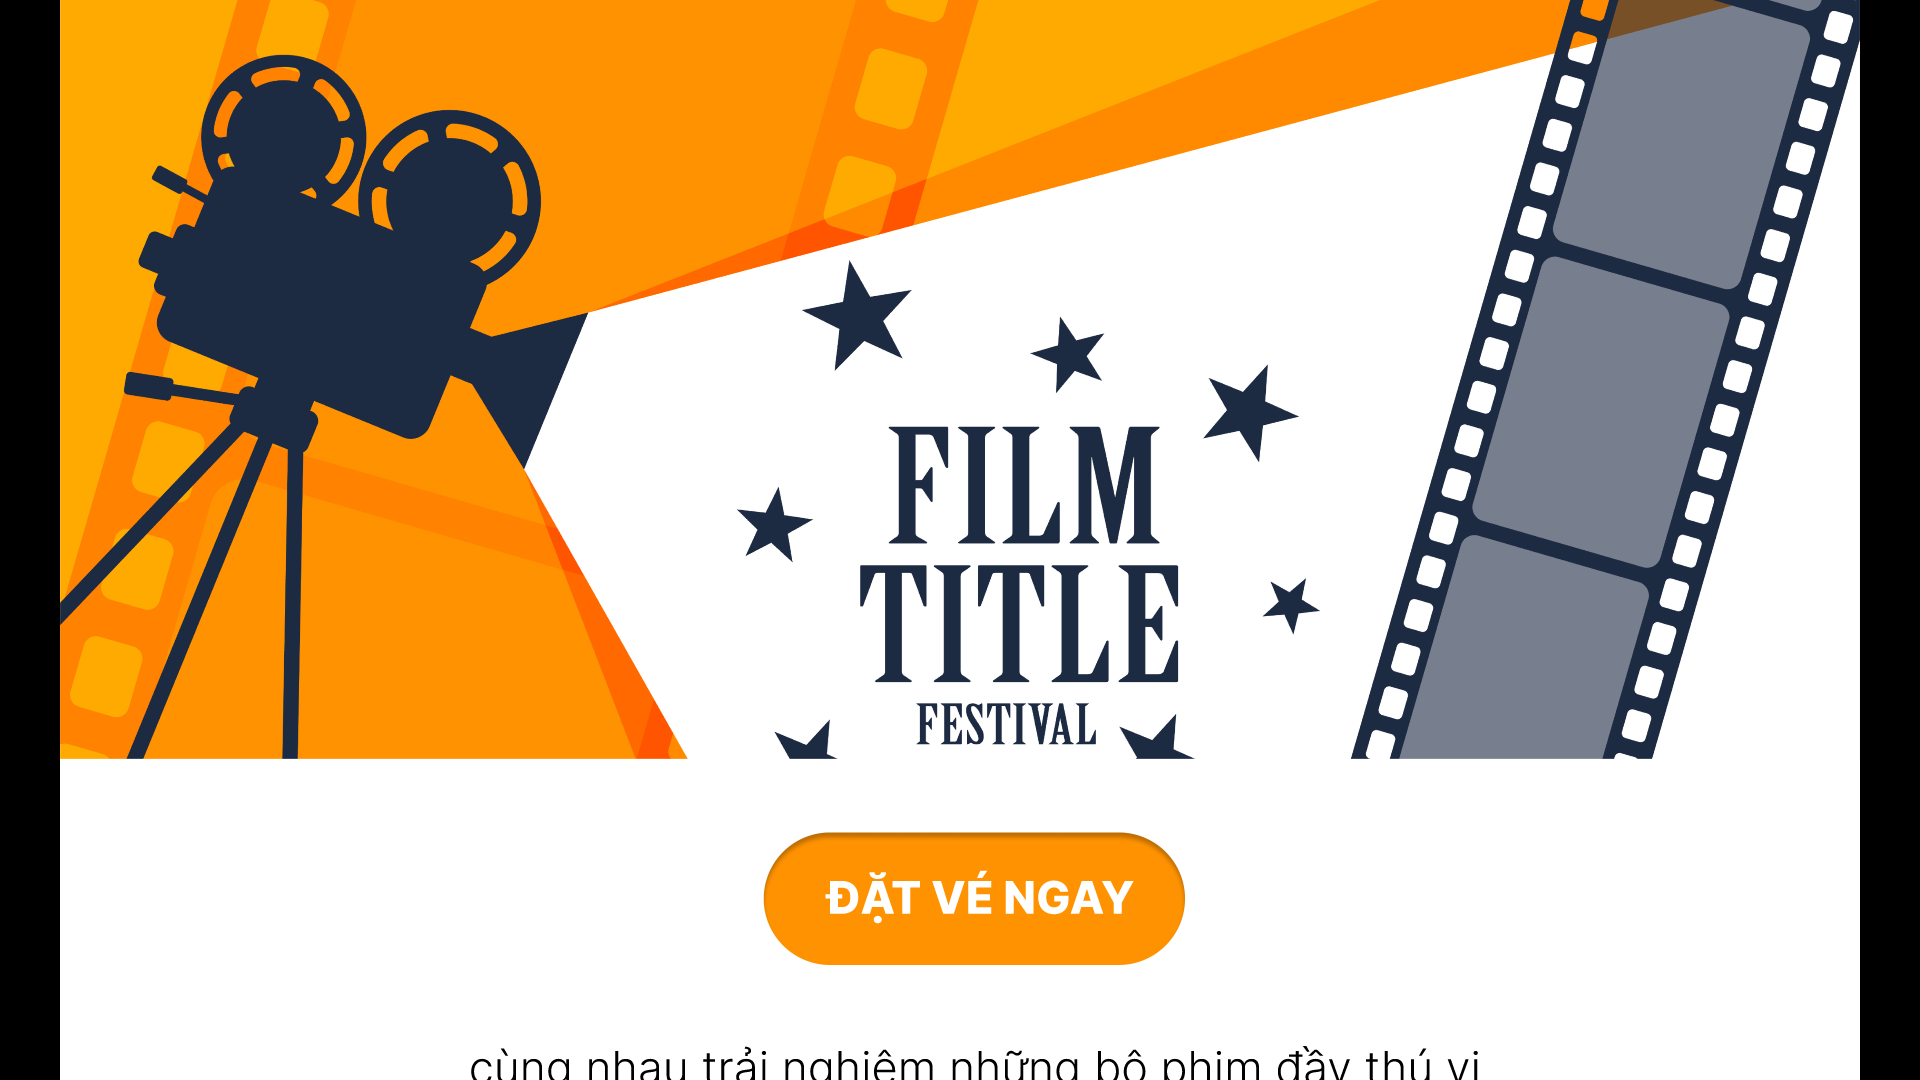 FILM
TITLE
FESTIVAL
ĐẶT VÉ NGAY
cùng nhau trải nghiệm những bộ phim đầy thú vị